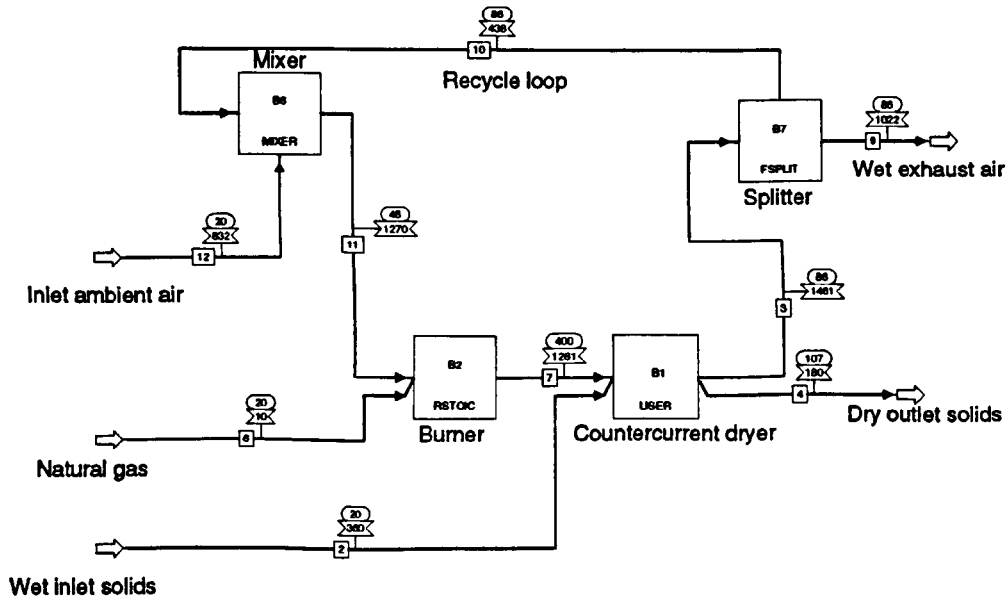 86
438
10
Recycle loop
Mixer
B6
MIXER
B7
FSPLIT
Splitter
86
1022
9
Wet exhaust air
20
832
12
Inlet ambient air
46
1270
11
86
1461
3
B2
RSTOIC
Burner
400
1281
7
B1
USER
Countercurrent dryer
107
180
4
Dry outlet solids
20
10
6
Natural gas
20
360
2
Wet inlet solids